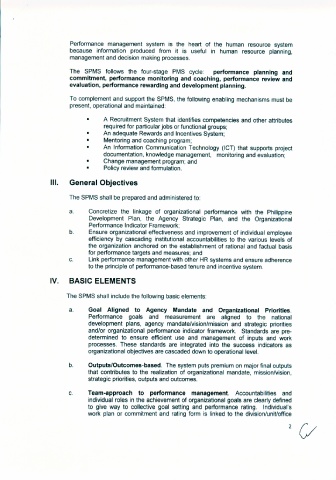 Performance management system is the heart of the human resource system
because information produced from it is useful in human resource planning,
management and decision making processes.
The SPMS follows the four-stage PMS cycle: performance planning and
commitment, performance monitoring and coaching, performance review and
evaluation, performance rewarding and development planning.
To complement and support the SPMS, the following enabling mechanisms must be
present, operational and maintained:
• A Recruitment System that identifies competencies and other attributes
required for particular jobs or functional groups;
• An adequate Rewards and Incentives System;
• Mentoring and coaching program;
• An Information Communication Technology (ICT) that supports project
documentation, knowledge management, monitoring and evaluation;
• Change management program; and
• Policy review and formulation.
III. General Objectives
The SPMS shall be prepared and administered to:
a. Concretize the linkage of organizational performance with the Philippine
Development Plan, the Agency Strategic Plan, and the Organizational
Performance Indicator Framework;
b. Ensure organizational effectiveness and improvement of individual employee
efficiency by cascading institutional accountabilities to the various levels of
the organization anchored on the establishment of rational and factual basis
for performance targets and measures; and
c. Link performance management with other HR systems and ensure adherence
to the principle of performance-based tenure and incentive system.
IV. BASIC ELEMENTS
The SPMS shall include the following basic elements:
a. Goal Aligned to Agency Mandate and Organizational Priorities.
Performance goals and measurement are aligned to the national
development plans, agency mandate/vision/mission and strategic priorities
and/or organizational performance indicator framework. Standards are pre-
determined to ensure efficient use and management of inputs and work
processes. These standards are integrated into the success indicators as
organizational objectives are cascaded down to operational level.
b. Outputs/Outcomes-based. The system puts premium on major final outputs
that contributes to the realization of organizational mandate, mission/vision,
strategic priorities, outputs and outcomes.
c. Team-approach to performance management. Accountabilities and
individual roles in the achievement of organizational goals are clearly defined
to give way to collective goal setting and performance rating. Individual's
work plan or commitment and rating form is linked to the division/unit/office
2